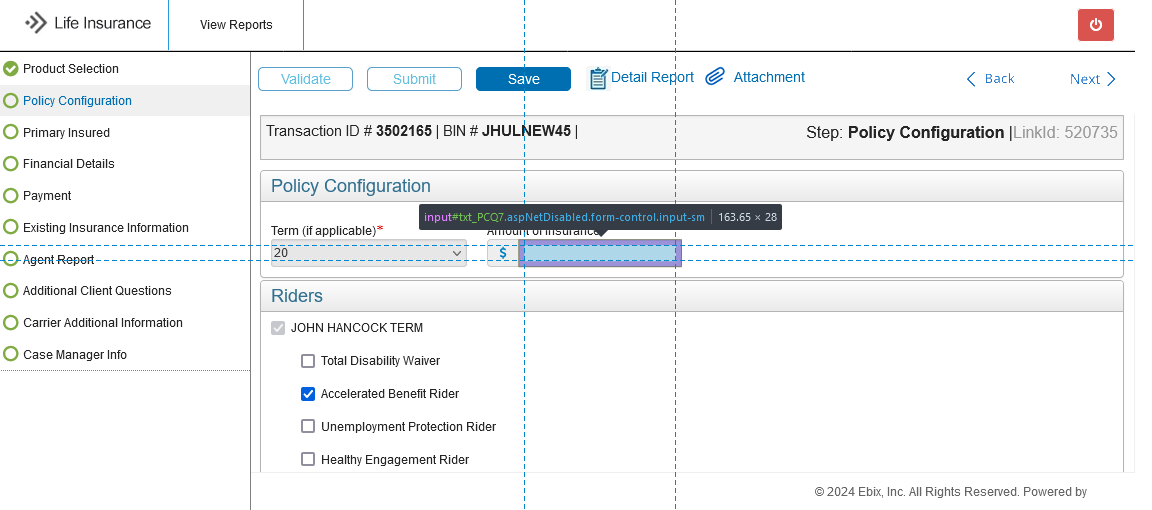 Life Insurance
View Reports
Product Selection
Policy Configuration
Primary Insured
Financial Details
Payment
Existing Insurance Information
Agent Report
Additional Client Questions
Carrier Additional Information
Case Manager Info
Validate
Submit
Save
Detail Report
Attachment
Back
Next
Transaction ID # 3502165 | BIN # JHULNEW45 |
Step: Policy Configuration |LinkId: 520735
Policy Configuration
input#txt_PCQ7.aspNetDisabled.form-control.input-sm 163.65 × 28
Term (if applicable)*
Amount of Insurance
20
$
Riders
JOHN HANCOCK TERM
Total Disability Waiver
Accelerated Benefit Rider
Unemployment Protection Rider
Healthy Engagement Rider
© 2024 Ebix, Inc. All Rights Reserved. Powered by